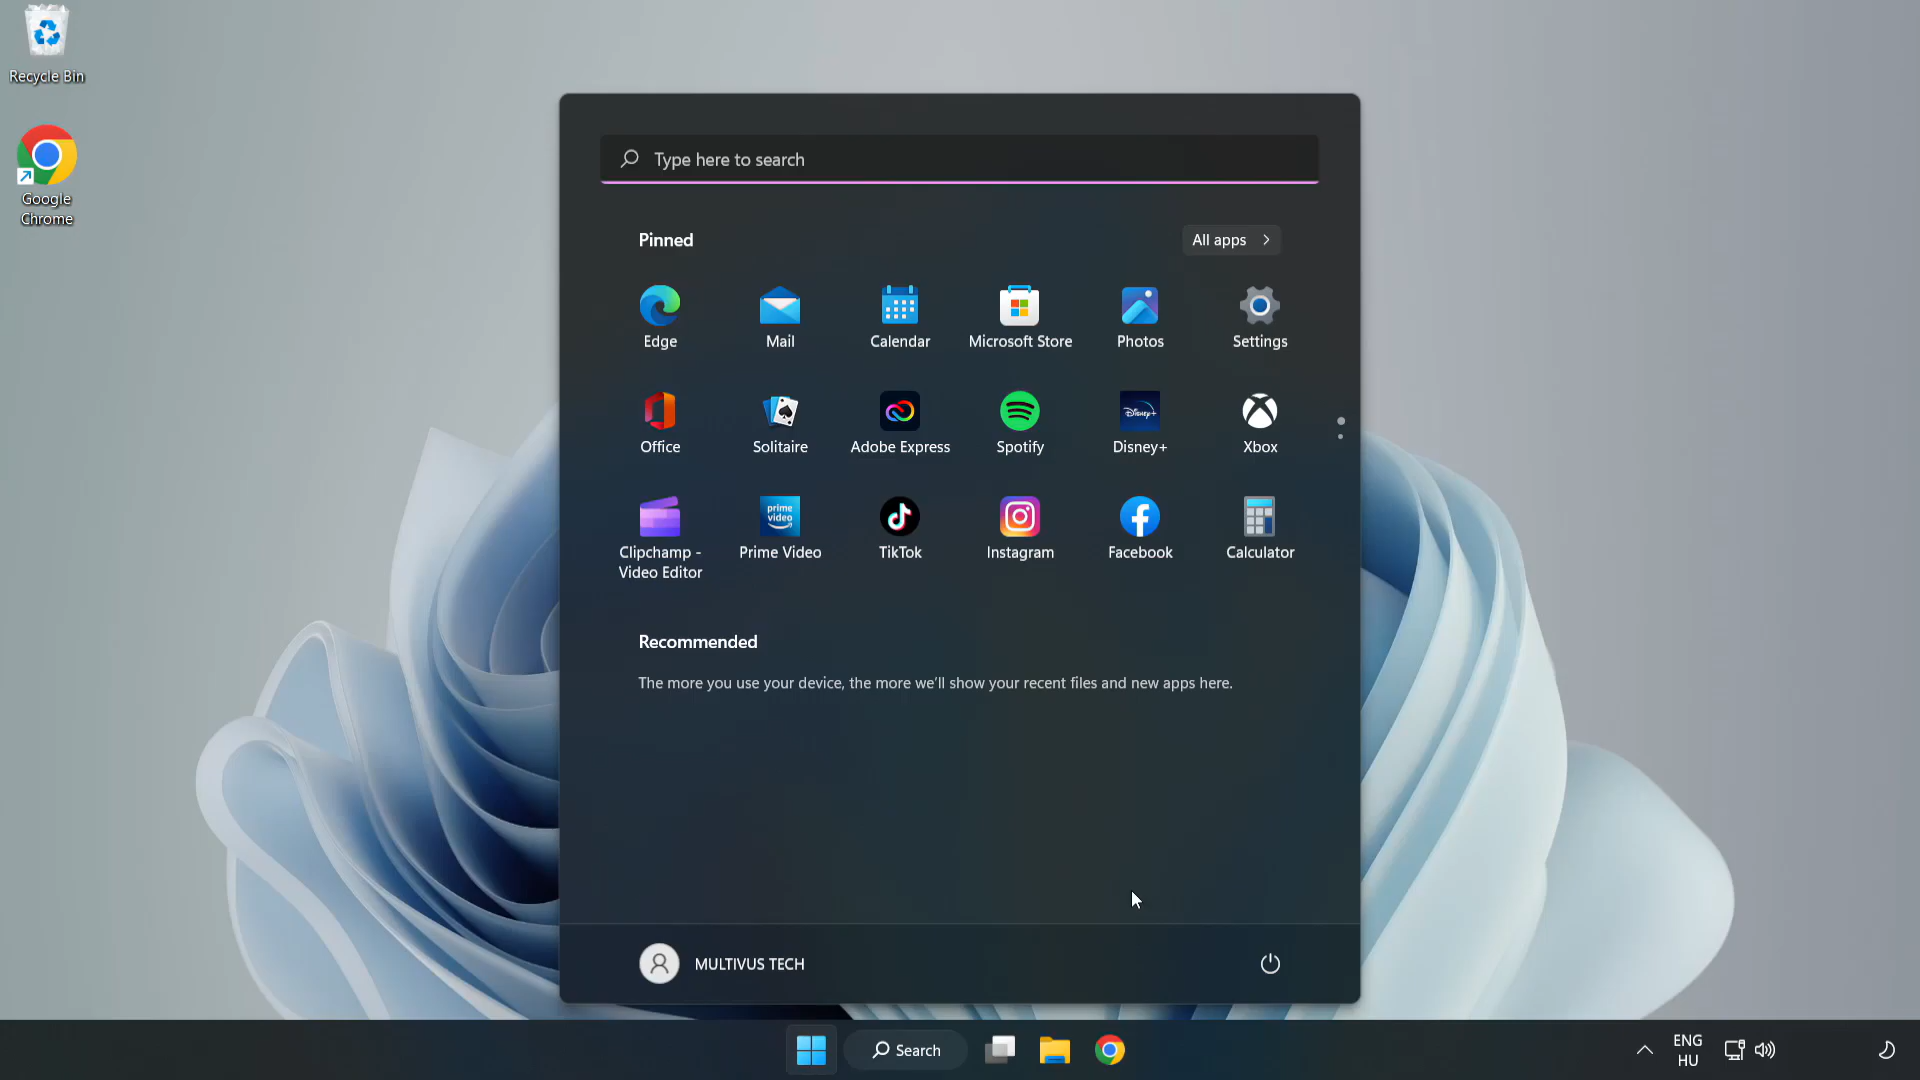 Recycle Bin
Google
Chrome
Type here to search
Pinned
All apps
Edge
Mail
Calendar
Microsoft Store
Photos
Settings
Office
Solitaire
Adobe Express
Spotify
Disney+
Disney+
Xbox
prime
video
Clipchamp -
Video Editor
Prime Video
TikTok
Instagram
Facebook
Calculator
Recommended
The more you use your device, the more we'll show your recent files and new apps here.
MULTIVUS TECH
Search
ENG
HU